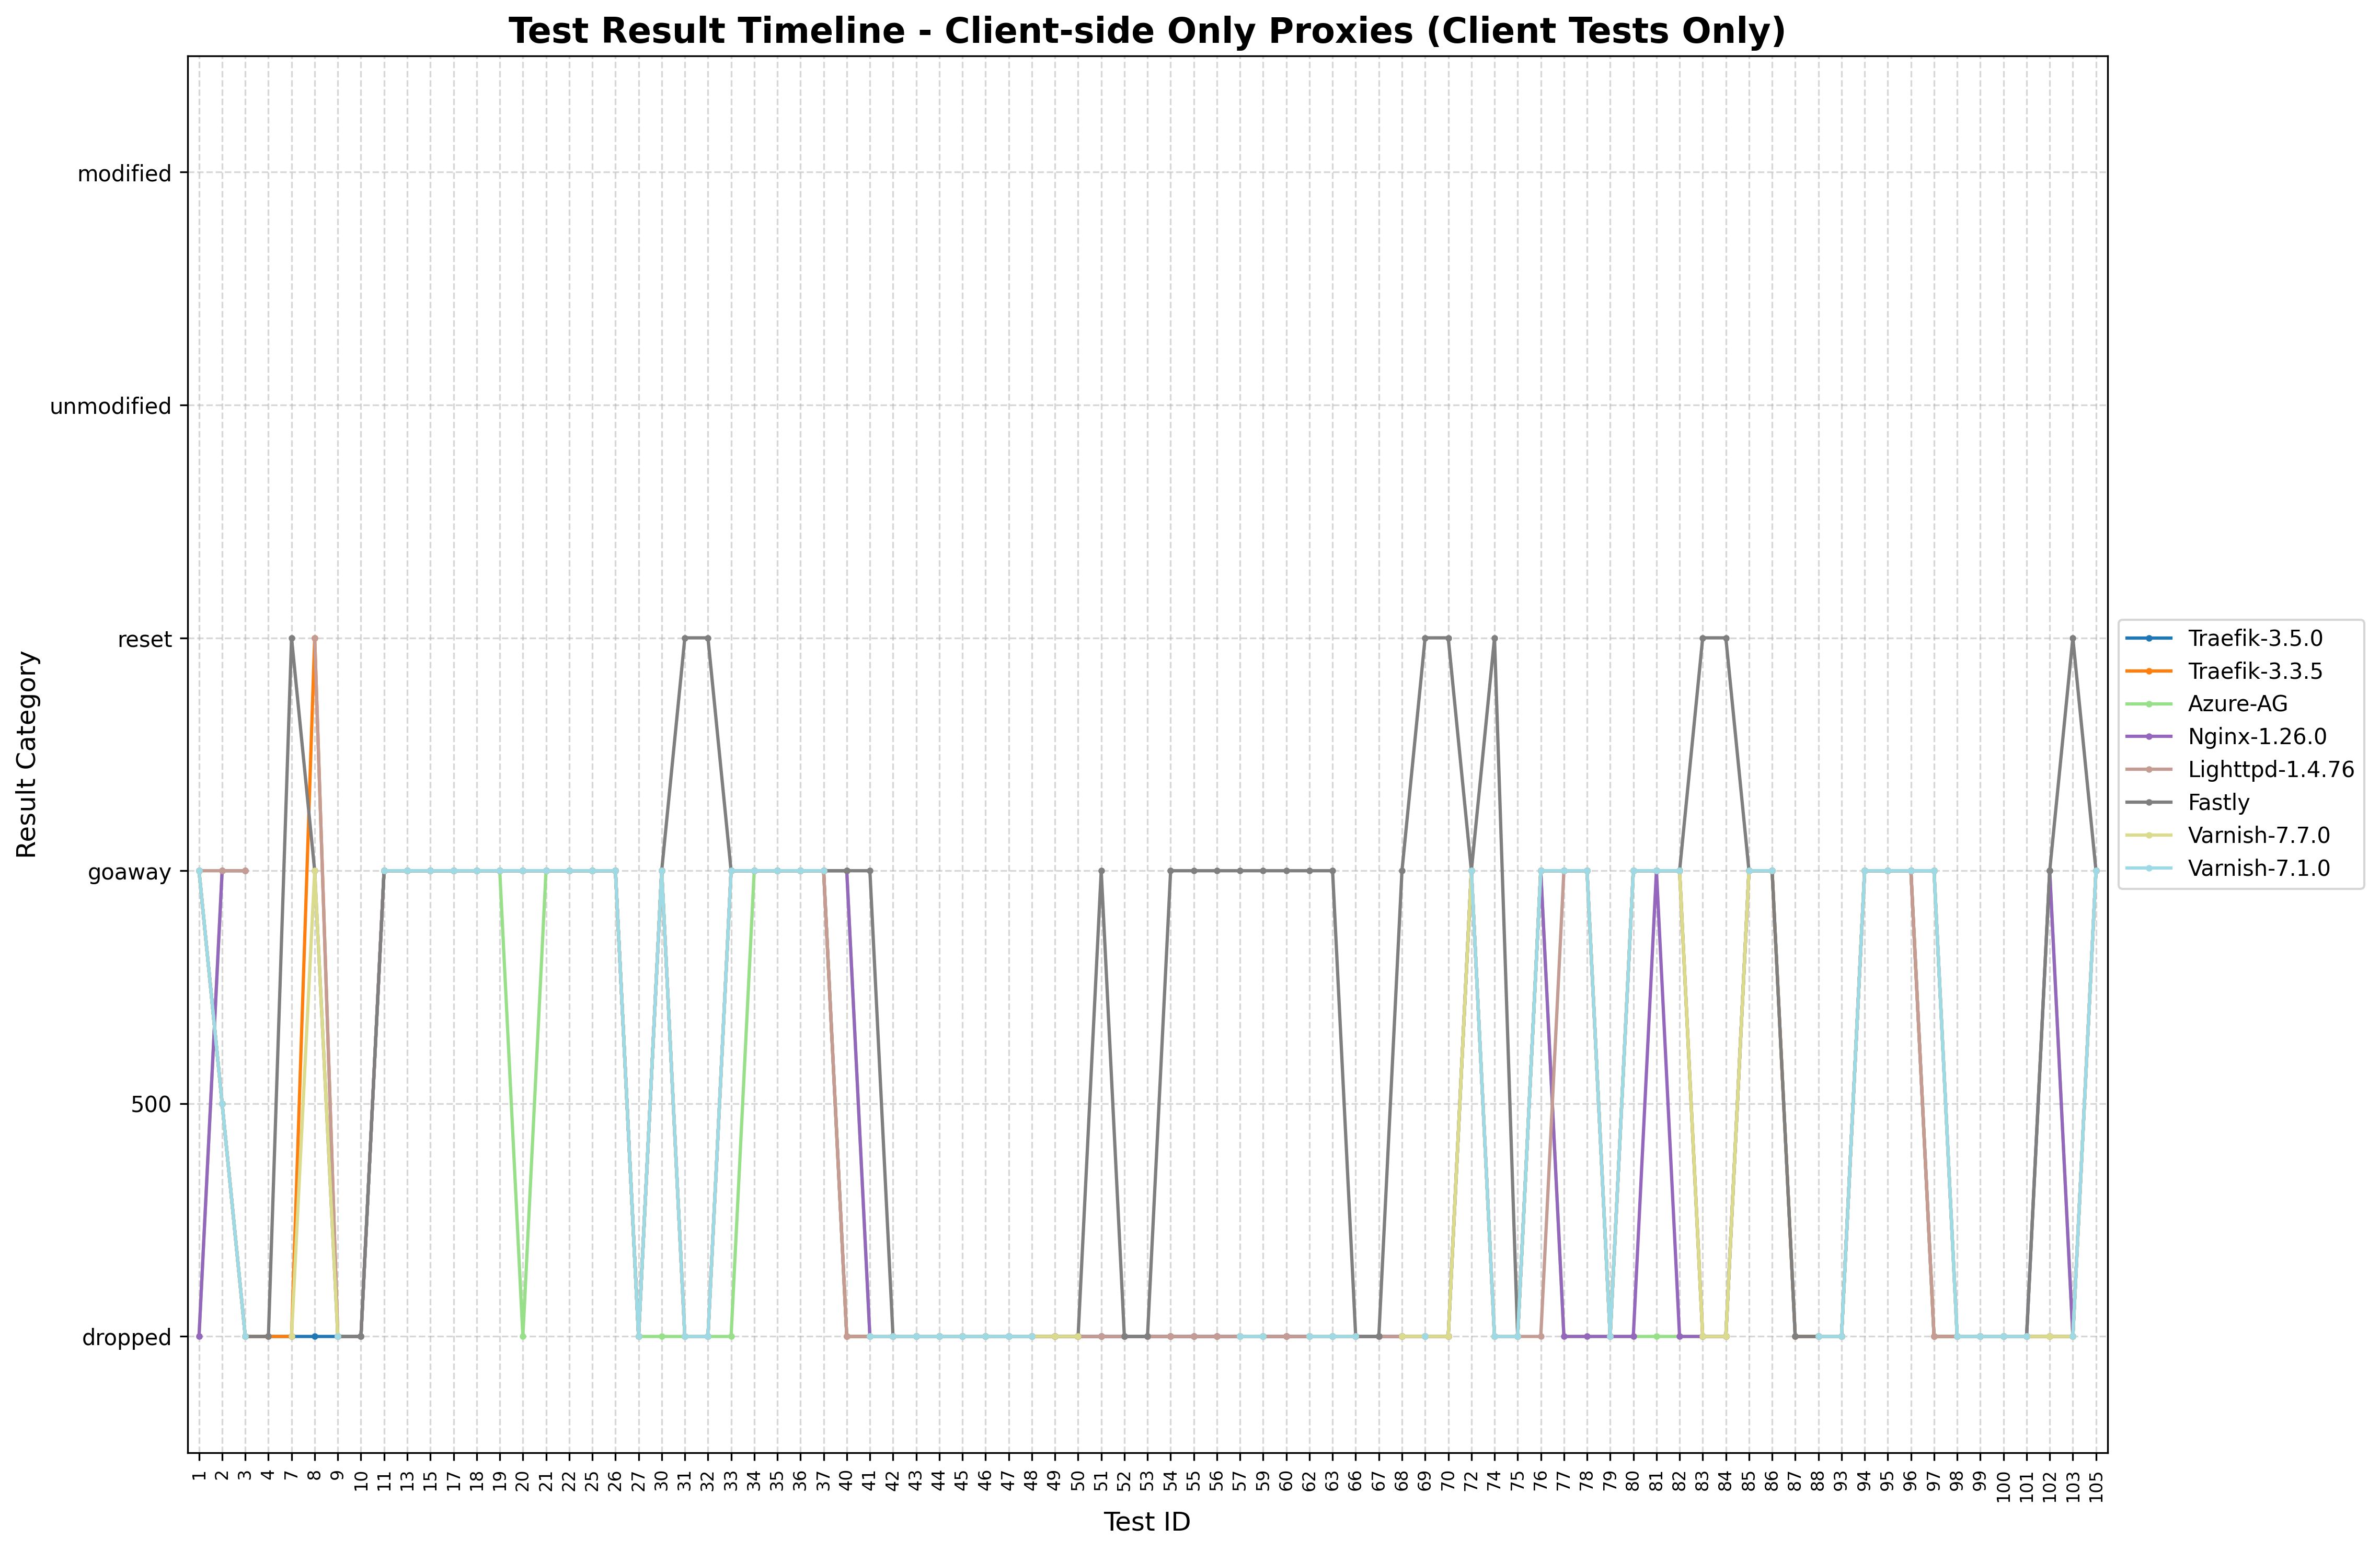 Test Result Timeline - Client-side Only Proxies (Client Tests Only)
Result Category
modified
unmodified
reset
goaway
500
dropped
1 2 3 4 7 8 9 10 11 13 15 17 18 19 20 21 22 25 26 27 30 31 32 33 34 35 36 37 40 41 42 43 44 45 46 47 48 49 50 51 52 53 54 55 56 57 59 60 62 63 66 67 68 69 70 72 74 75 76 77 78 79 80 81 82 83 84 85 86 87 88 93 94 95 96 97 98 99 100 101 102 103 105
Test ID
Traefik-3.5.0
Traefik-3.3.5
Azure-AG
Nginx-1.26.0
Lighttpd-1.4.76
Fastly
Varnish-7.7.0
Varnish-7.1.0